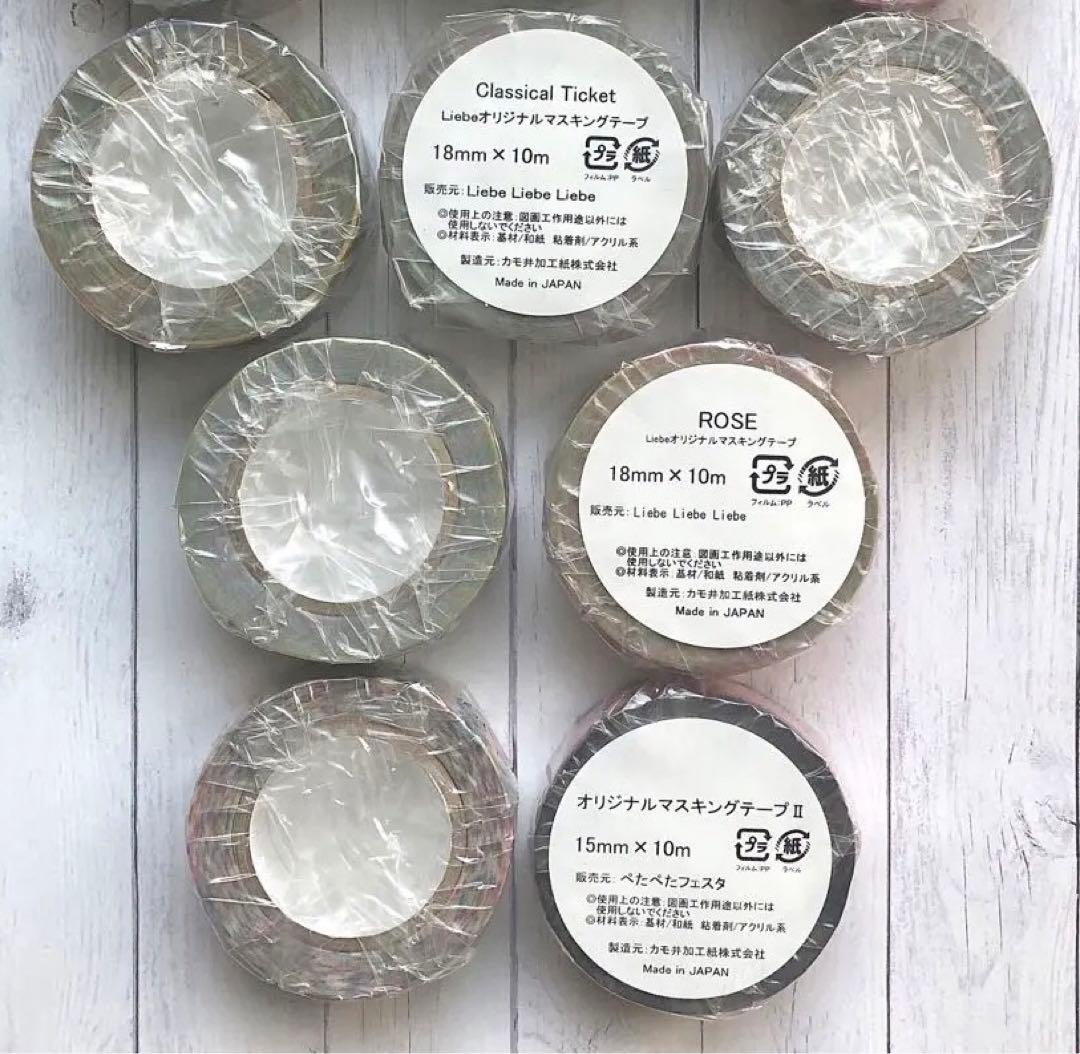 Classical Ticket
Liebeオリジナルマスキングテープ
18mm×10m プラ 紙
フィルム:PP ラベル
販売元:Liebe Liebe Liebe
◎使用上の注意:図画工作用途以外には
使用しないでください
◎材料表示:基材/和紙 粘着剤/アクリル系
製造元:カモ井加工紙株式会社
Made in JAPAN
ROSE
Liebeオリジナルマスキングテープ
18mm×10m プラ 紙
フィルム:PP ラベル
販売元:Liebe Liebe Liebe
◎使用上の注意:図画工作用途以外には
使用しないでください
◎材料表示:基材/和紙 粘着剤/アクリル系
製造元:カモ井加工紙株式会社
Made in JAPAN
オリジナルマスキングテープⅡ
15mm×10m プラ 紙
フィルム:PP ラベル
販売元:ぺたぺたフェスタ
◎使用上の注意:図画工作用途以外には
使用しないでください
◎材料表示:基材/和紙 粘着剤/アクリル系
製造元:カモ井加工紙株式会社
Made in JAPAN